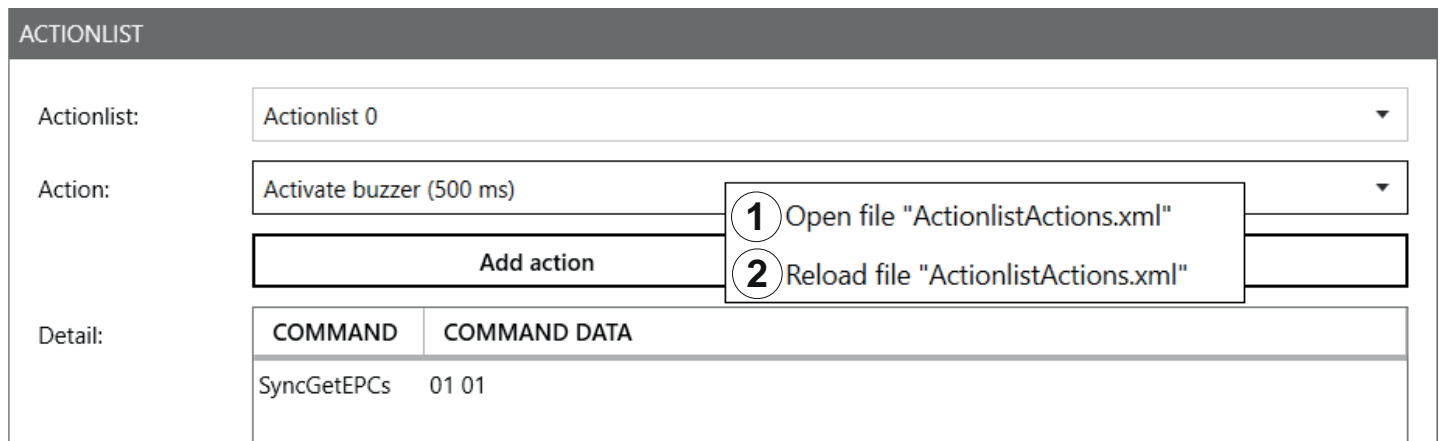 ACTIONLIST
Actionlist: Actionlist 0
Action: Activate buzzer (500 ms)
1 Open file "ActionlistActions.xml"
Add action
2 Reload file "ActionlistActions.xml"
Detail: COMMAND COMMAND DATA
SyncGetEPCs 01 01